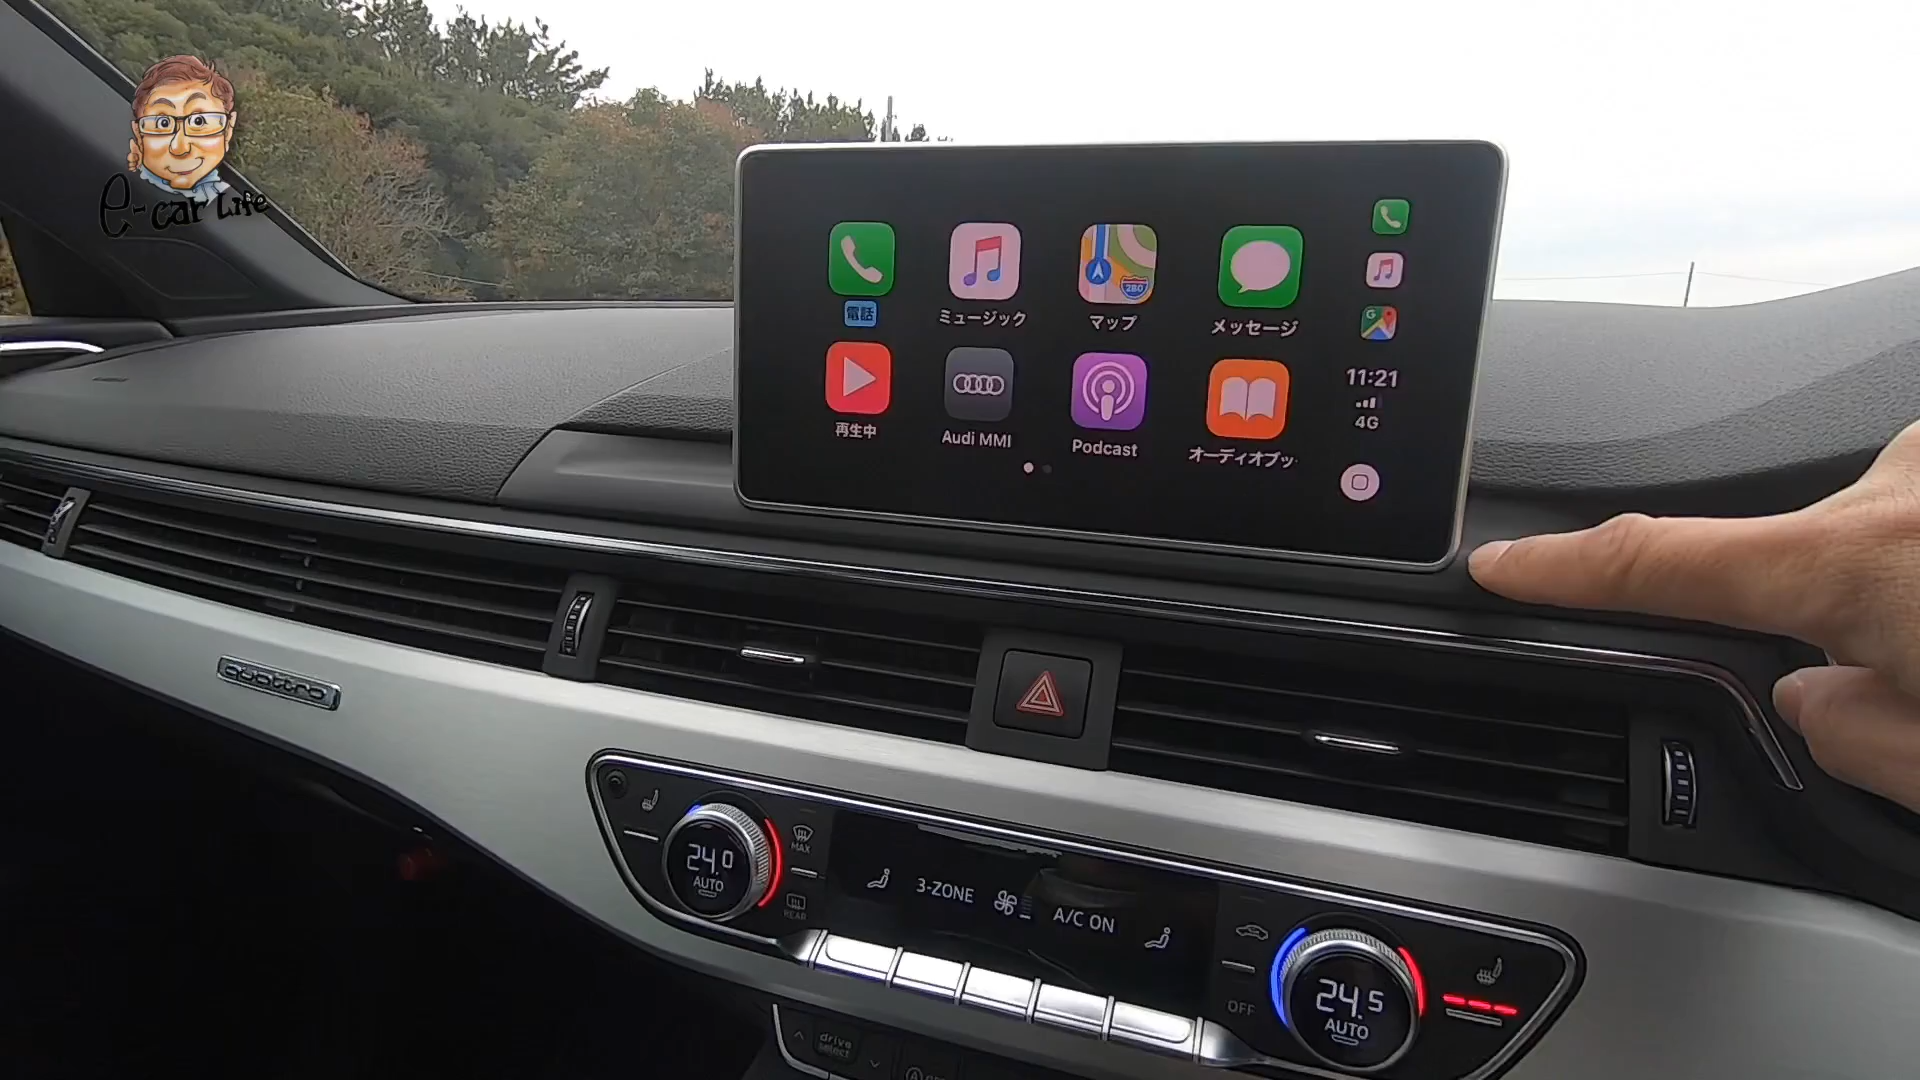 e-car Life
280
電話
ミュージック
マップ
メッセージ
G
11:21
4G
再生中
Audi MMI
Podcast
オーディオブッ
quattro
24.0
AUTO
MAX
REAR
3-ZONE
A/C ON
OFF
24.5
AUTO
drive
select